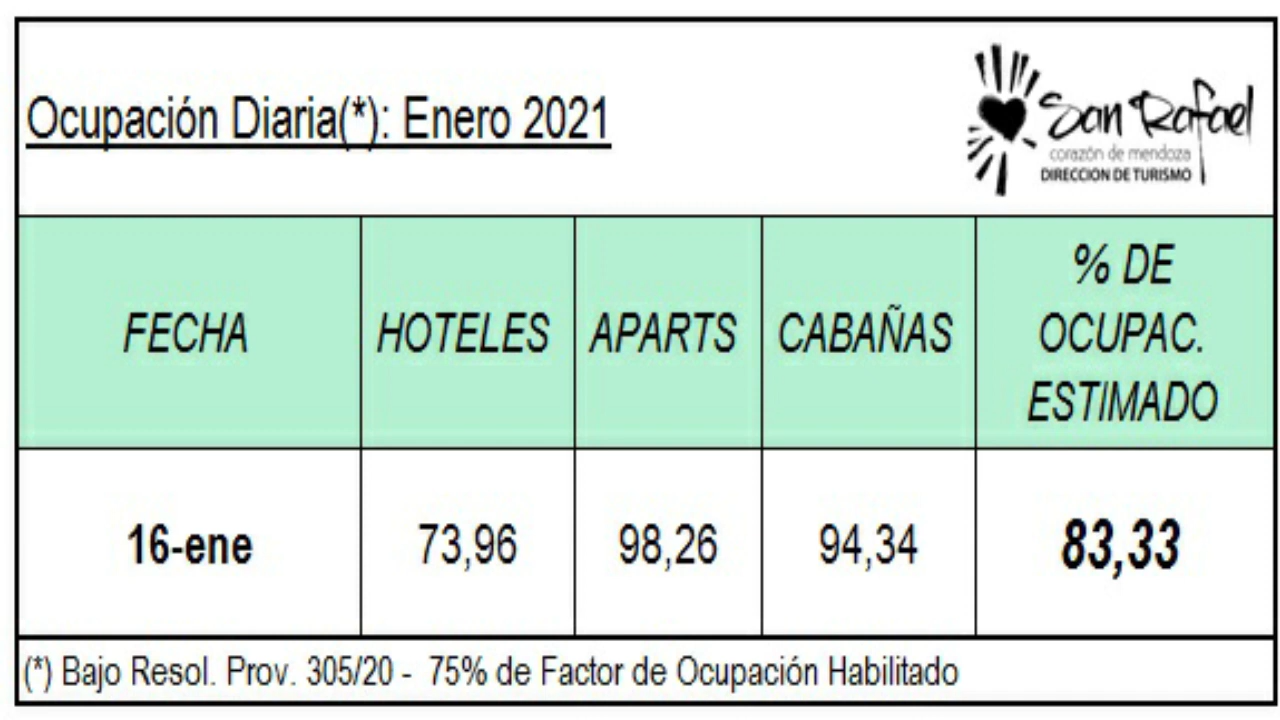 Ocupación Diaria(*): Enero 2021
San Rafael
corazón de mendoza
DIRECCION DE TURISMO
FECHA HOTELES APARTS CABAÑAS % DE OCUPAC. ESTIMADO
16-ene 73,96 98,26 94,34 83,33
(*) Bajo Resol. Prov. 305/20 - 75% de Factor de Ocupación Habilitado